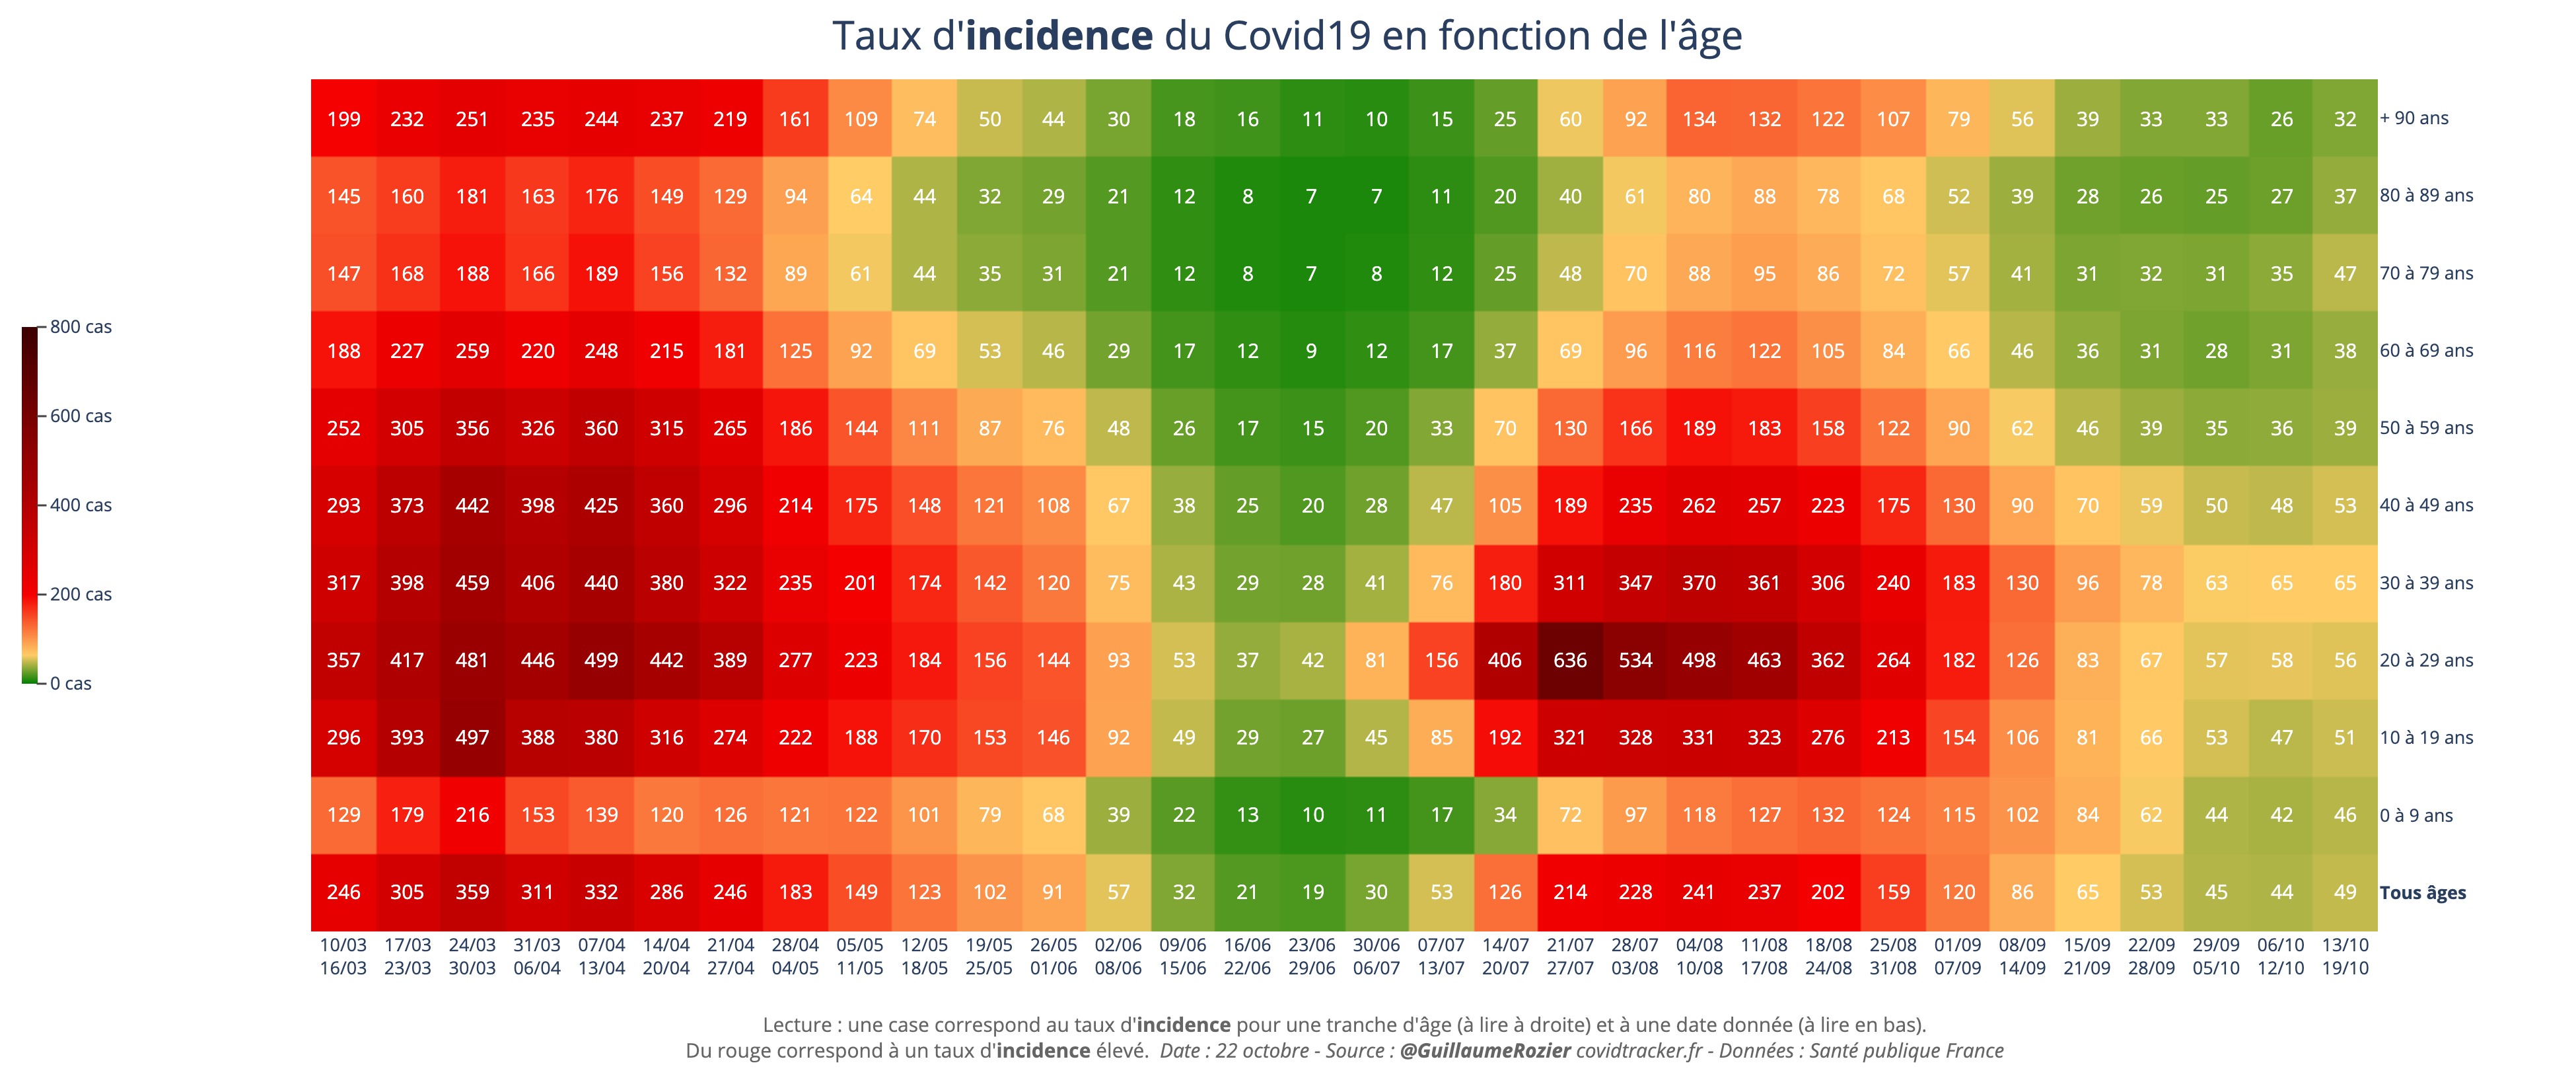 Taux d'incidence du Covid19 en fonction de l'âge
199 232 251 235 244 237 219 161 109 74 50 44 30 18 16 11 10 15 25 60 92 134 132 122 107 79 56 39 33 33 26 32 + 90 ans
145 160 181 163 176 149 129 94 64 44 32 29 21 12 8 7 7 11 20 40 61 80 88 78 68 52 39 28 26 25 27 37 80 à 89 ans
147 168 188 166 189 156 132 89 61 44 35 31 21 12 8 7 8 12 25 48 70 88 95 86 72 57 41 31 32 31 35 47 70 à 79 ans
800 cas
188 227 259 220 248 215 181 125 92 69 53 46 29 17 12 9 12 17 37 69 96 116 122 105 84 66 46 36 31 28 31 38 60 à 69 ans
600 cas
252 305 356 326 360 315 265 186 144 111 87 76 48 26 17 15 20 33 70 130 166 189 183 158 122 90 62 46 39 35 36 39 50 à 59 ans
400 cas
293 373 442 398 425 360 296 214 175 148 121 108 67 38 25 20 28 47 105 189 235 262 257 223 175 130 90 70 59 50 48 53 40 à 49 ans
317 398 459 406 440 380 322 235 201 174 142 120 75 43 29 28 41 76 180 311 347 370 361 306 240 183 130 96 78 63 65 65 30 à 39 ans
200 cas
357 417 481 446 499 442 389 277 223 184 156 144 93 53 37 42 81 156 406 636 534 498 463 362 264 182 126 83 67 57 58 56 20 à 29 ans
0 cas
296 393 497 388 380 316 274 222 188 170 153 146 92 49 29 27 45 85 192 321 328 331 323 276 213 154 106 81 66 53 47 51 10 à 19 ans
129 179 216 153 139 120 126 121 122 101 79 68 39 22 13 10 11 17 34 72 97 118 127 132 124 115 102 84 62 44 42 46 0 à 9 ans
246 305 359 311 332 286 246 183 149 123 102 91 57 32 21 19 30 53 126 214 228 241 237 202 159 120 86 65 53 45 44 49 Tous âges
10/03 17/03 24/03 31/03 07/04 14/04 21/04 28/04 05/05 12/05 19/05 26/05 02/06 09/06 16/06 23/06 30/06 07/07 14/07 21/07 28/07 04/08 11/08 18/08 25/08 01/09 08/09 15/09 22/09 29/09 06/10 13/10
16/03 23/03 30/03 06/04 13/04 20/04 27/04 04/05 11/05 18/05 25/05 01/06 08/06 15/06 22/06 29/06 06/07 13/07 20/07 27/07 03/08 10/08 17/08 24/08 31/08 07/09 14/09 21/09 28/09 05/10 12/10 19/10
Lecture : une case correspond au taux d'incidence pour une tranche d'âge (à lire à droite) et à une date donnée (à lire en bas).
Du rouge correspond à un taux d'incidence élevé. Date : 22 octobre - Source : @GuillaumeRozier covidtracker.fr - Données : Santé publique France